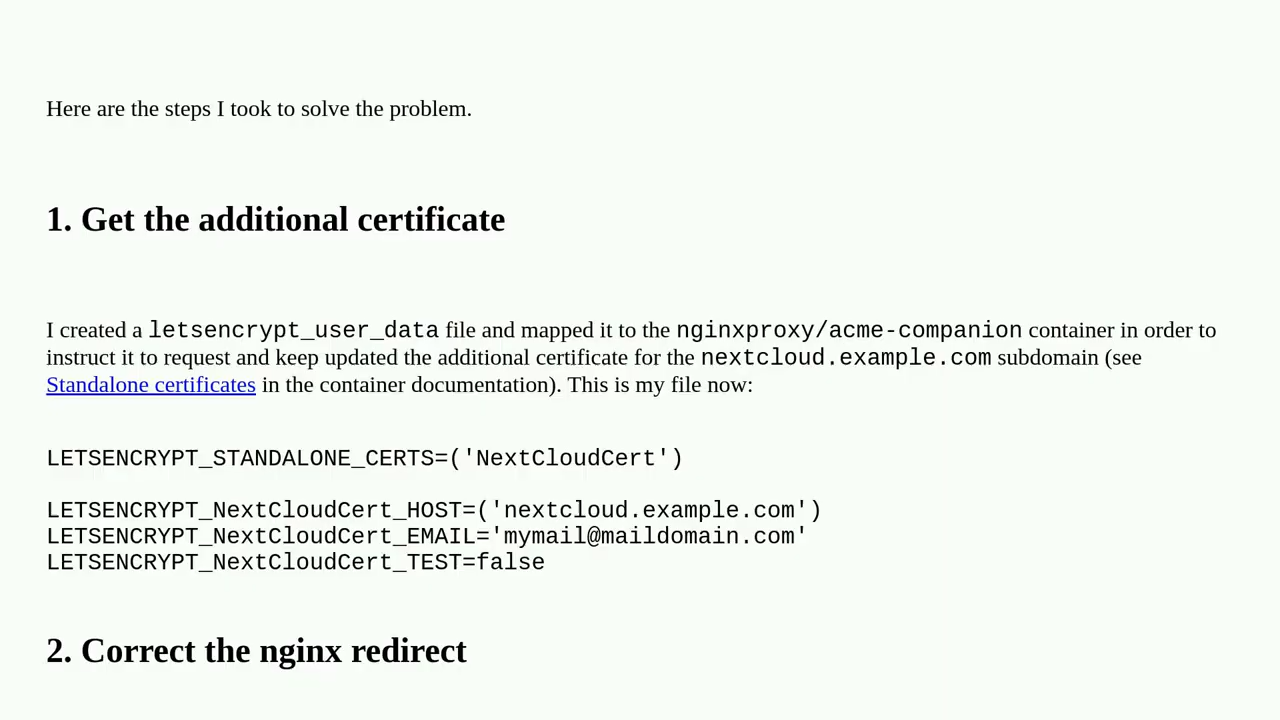 Here are the steps I took to solve the problem.
1. Get the additional certificate
I created a letsencrypt_user_data file and mapped it to the nginxproxy/acme-companion container in order to
instruct it to request and keep updated the additional certificate for the nextcloud.example.com subdomain (see
Standalone certificates in the container documentation). This is my file now:
LETSENCRYPT_STANDALONE_CERTS=('NextCloudCert')
LETSENCRYPT_NextCloudCert_HOST=('nextcloud.example.com')
LETSENCRYPT_NextCloudCert_EMAIL='mymail@maildomain.com'
LETSENCRYPT_NextCloudCert_TEST=false
2. Correct the nginx redirect